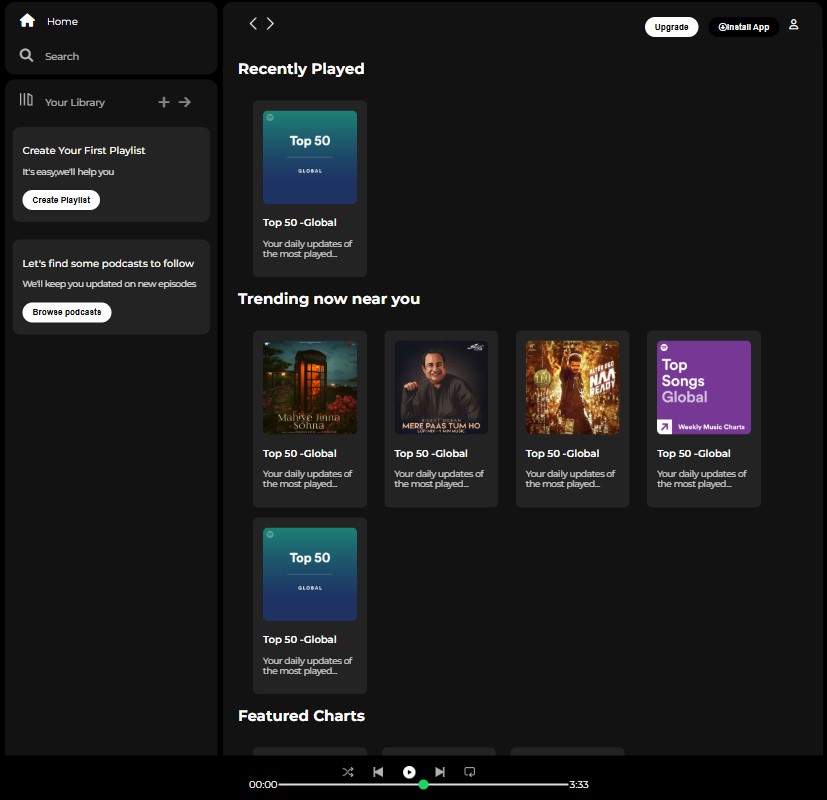 Home
Search
Your Library
Create Your First Playlist
It's easy,we'll help you
Create Playlist
Let's find some podcasts to follow
We'll keep you updated on new episodes
Browse podcasts
Upgrade
Install App
Recently Played
Top 50
GLOBAL
Top 50 -Global
Your daily updates of
the most played...
Trending now near you
Mahiye Jinna
Sohna
Top 50 -Global
Your daily updates of
the most played...
MERE PAAS TUM HO
Top 50 -Global
Your daily updates of
the most played...
NAA
READY
Top 50 -Global
Your daily updates of
the most played...
Top
Songs
Global
Weekly Music Charts
Top 50 -Global
Your daily updates of
the most played...
Top 50
GLOBAL
Top 50 -Global
Your daily updates of
the most played...
Featured Charts
00:00
3:33